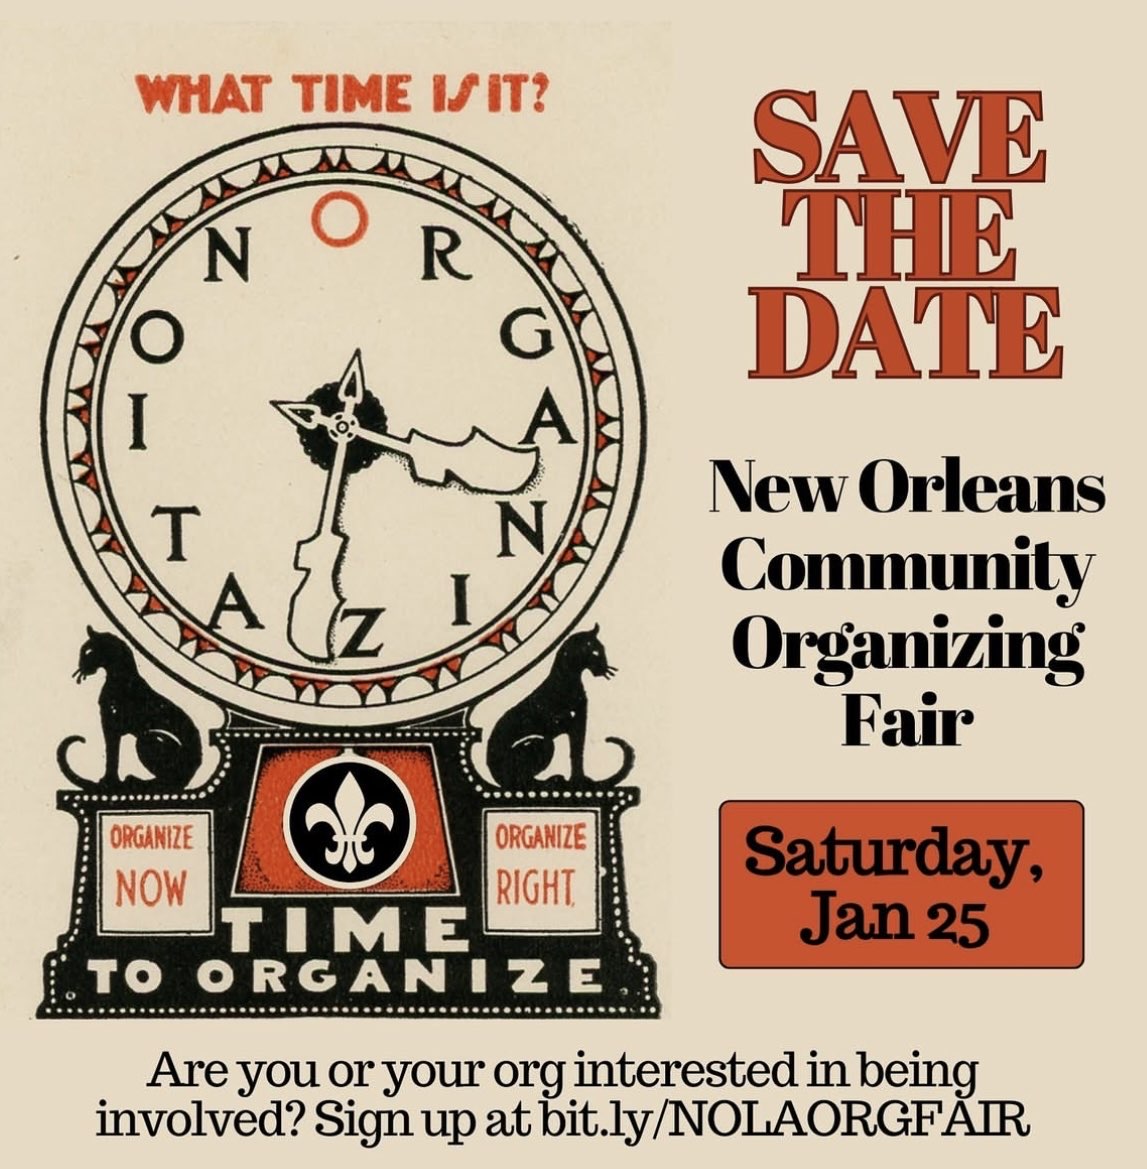 WHAT TIME IS IT?
ORGANIZATION
ORGANIZE
NOW
ORGANIZE
RIGHT.
TIME
TO ORGANIZE.
SAVE
THE
DATE
New Orleans
Community
Organizing
Fair
Saturday,
Jan 25
Are you or your org interested in being
involved? Sign up at bit.ly/NOLAORGFAIR